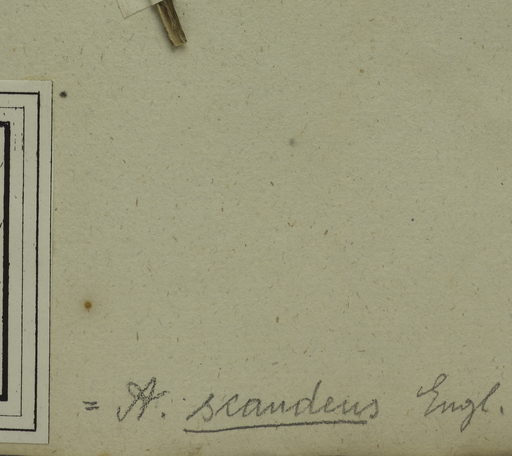 = A. scandens Engl.